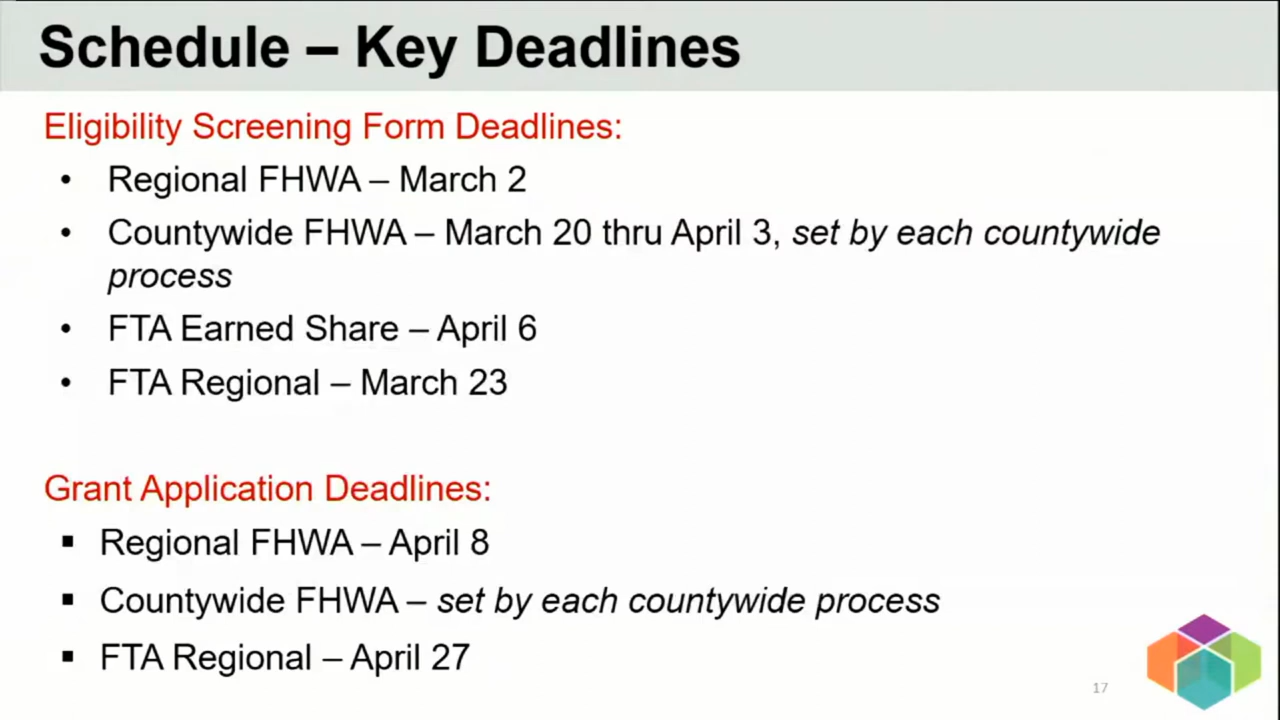 Schedule – Key Deadlines
Eligibility Screening Form Deadlines:
• Regional FHWA – March 2
• Countywide FHWA – March 20 thru April 3, set by each countywide
process
• FTA Earned Share – April 6
• FTA Regional – March 23
Grant Application Deadlines:
▪ Regional FHWA – April 8
▪ Countywide FHWA – set by each countywide process
▪ FTA Regional – April 27
17